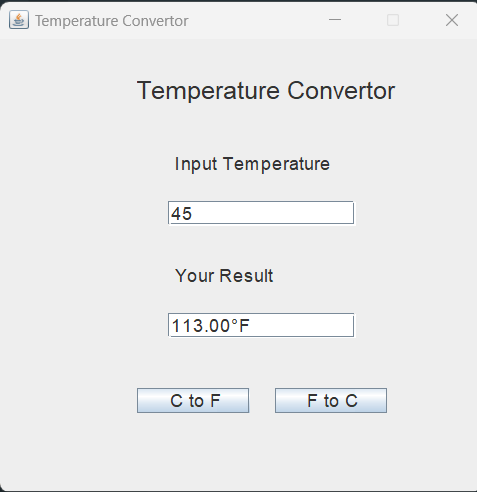 Temperature Convertor
Temperature Convertor
Input Temperature
45
Your Result
113.00°F
C to F F to C